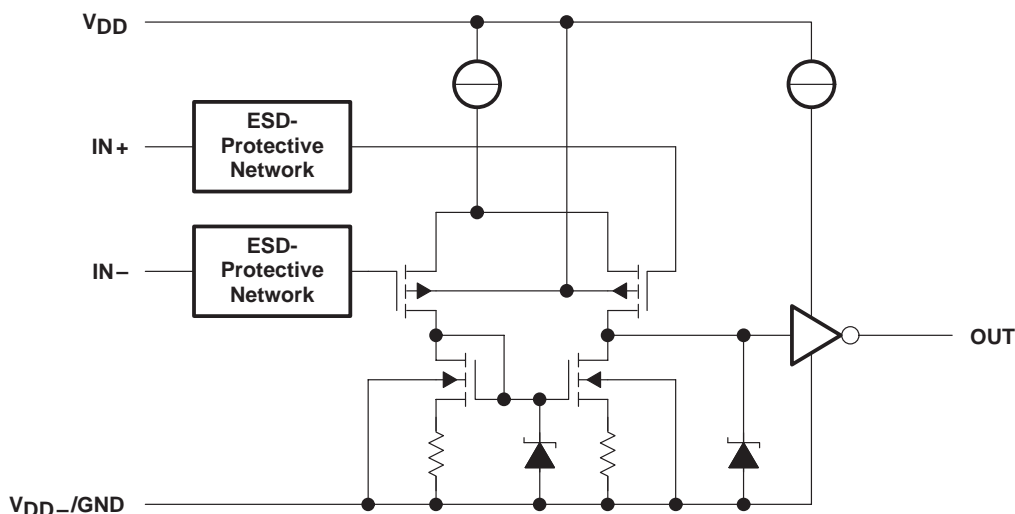 VDD
ESD-
Protective
Network
IN+
ESD-
Protective
Network
IN–
OUT
VDD–/GND